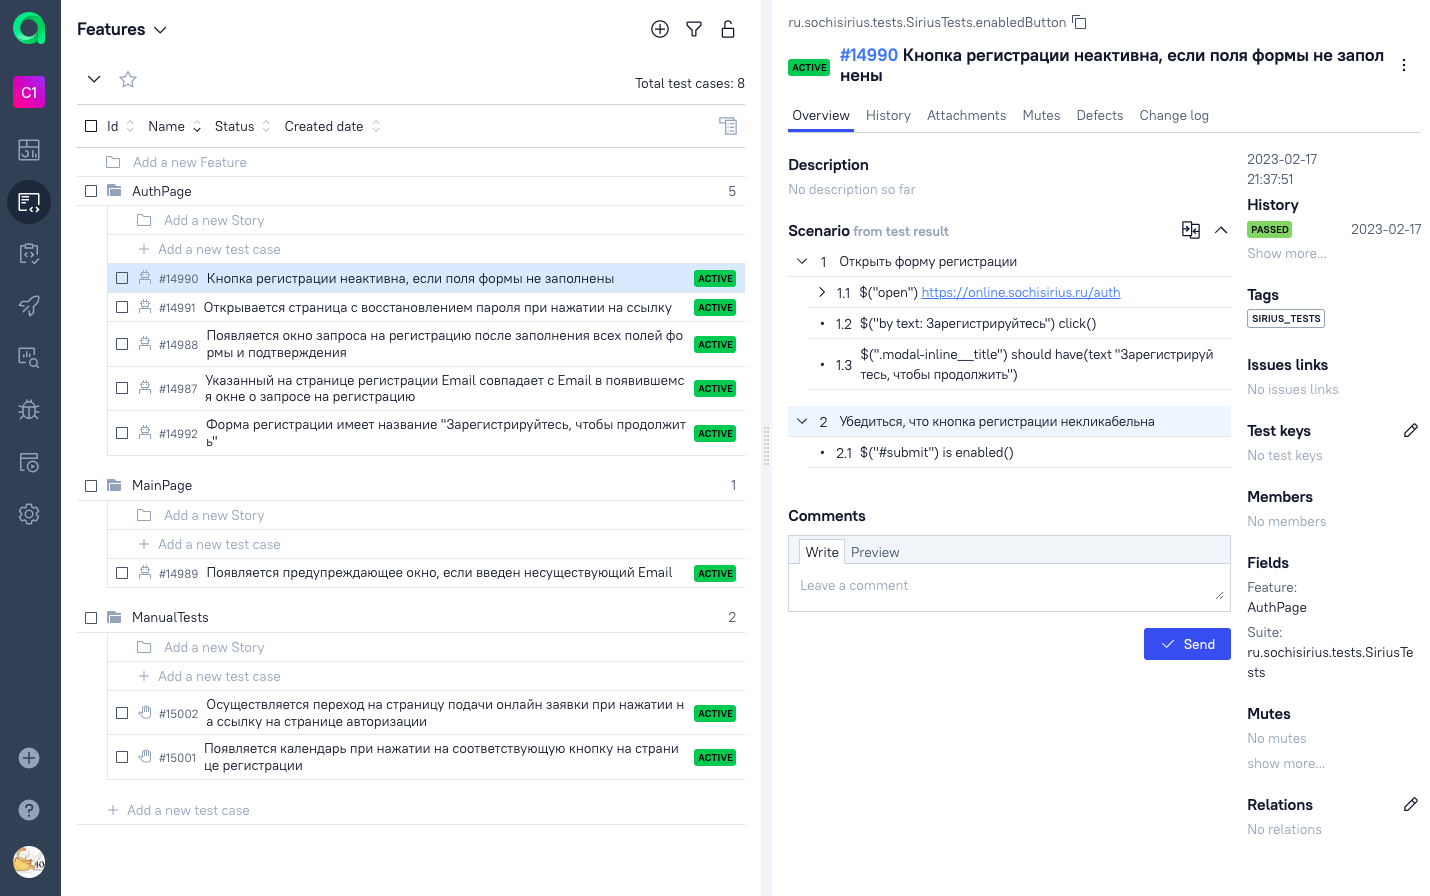 C1
Features
Total test cases: 8
Id Name Status Created date
Add a new Feature
AuthPage 5
Add a new Story
Add a new test case
#14990 Кнопка регистрации неактивна, если поля формы не заполнены ACTIVE
#14991 Открывается страница с восстановлением пароля при нажатии на ссылку ACTIVE
#14988 Появляется окно запроса на регистрацию после заполнения всех полей фо
рмы и подтверждения ACTIVE
#14987 Указанный на странице регистрации Email совпадает с Email в появившемс
я окне о запросе на регистрацию ACTIVE
#14992 Форма регистрации имеет название "Зарегистрируйтесь, чтобы продолжит
ь" ACTIVE
MainPage 1
Add a new Story
Add a new test case
#14989 Появляется предупреждающее окно, если введен несуществующий Email ACTIVE
ManualTests 2
Add a new Story
Add a new test case
#15002 Осуществляется переход на страницу подачи онлайн заявки при нажатии н
а ссылку на странице авторизации ACTIVE
#15001 Появляется календарь при нажатии на соответствующую кнопку на страни
це регистрации ACTIVE
Add a new test case
ru.sochisirius.tests.SiriusTests.enabledButton
ACTIVE #14990 Кнопка регистрации неактивна, если поля формы не запол
нены
Overview History Attachments Mutes Defects Change log
Description
No description so far
Scenario from test result
1 Открыть форму регистрации
1.1 $("open") https://online.sochisirius.ru/auth
1.2 $("by text: Зарегистрируйтесь") click()
1.3 $(".modal-inline__title") should have(text "Зарегистрируй
тесь, чтобы продолжить")
2 Убедиться, что кнопка регистрации некликабельна
2.1 $("#submit") is enabled()
Comments
Write Preview
Leave a comment
Send
2023-02-17
21:37:51
History
PASSED 2023-02-17
Show more...
Tags
SIRIUS_TESTS
Issues links
No issues links
Test keys
No test keys
Members
No members
Fields
Feature:
AuthPage
Suite:
ru.sochisirius.tests.SiriusTe
sts
Mutes
No mutes
show more...
Relations
No relations